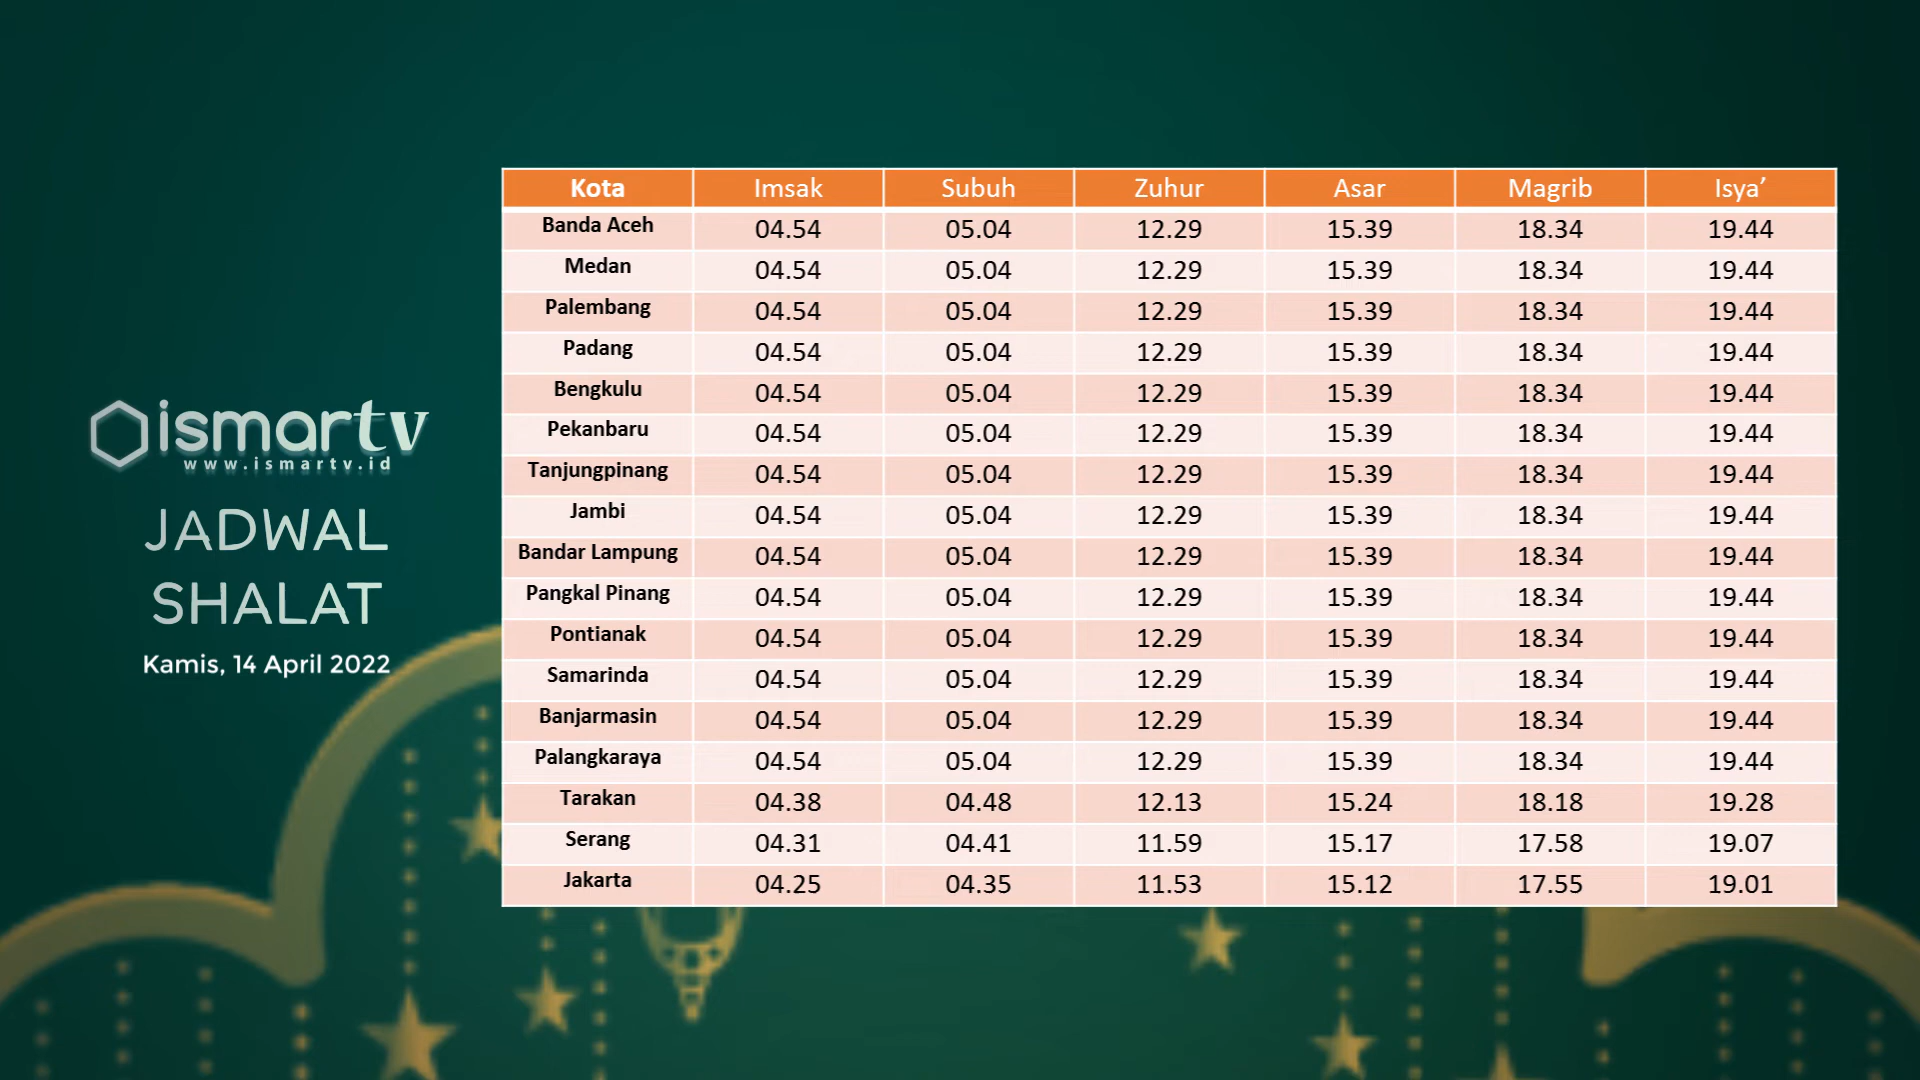 ismartv
www.ismartv.id
JADWAL
SHALAT
Kamis, 14 April 2022
Kota Imsak Subuh Zuhur Asar Magrib Isya’
Banda Aceh 04.54 05.04 12.29 15.39 18.34 19.44
Medan 04.54 05.04 12.29 15.39 18.34 19.44
Palembang 04.54 05.04 12.29 15.39 18.34 19.44
Padang 04.54 05.04 12.29 15.39 18.34 19.44
Bengkulu 04.54 05.04 12.29 15.39 18.34 19.44
Pekanbaru 04.54 05.04 12.29 15.39 18.34 19.44
Tanjungpinang 04.54 05.04 12.29 15.39 18.34 19.44
Jambi 04.54 05.04 12.29 15.39 18.34 19.44
Bandar Lampung 04.54 05.04 12.29 15.39 18.34 19.44
Pangkal Pinang 04.54 05.04 12.29 15.39 18.34 19.44
Pontianak 04.54 05.04 12.29 15.39 18.34 19.44
Samarinda 04.54 05.04 12.29 15.39 18.34 19.44
Banjarmasin 04.54 05.04 12.29 15.39 18.34 19.44
Palangkaraya 04.54 05.04 12.29 15.39 18.34 19.44
Tarakan 04.38 04.48 12.13 15.24 18.18 19.28
Serang 04.31 04.41 11.59 15.17 17.58 19.07
Jakarta 04.25 04.35 11.53 15.12 17.55 19.01